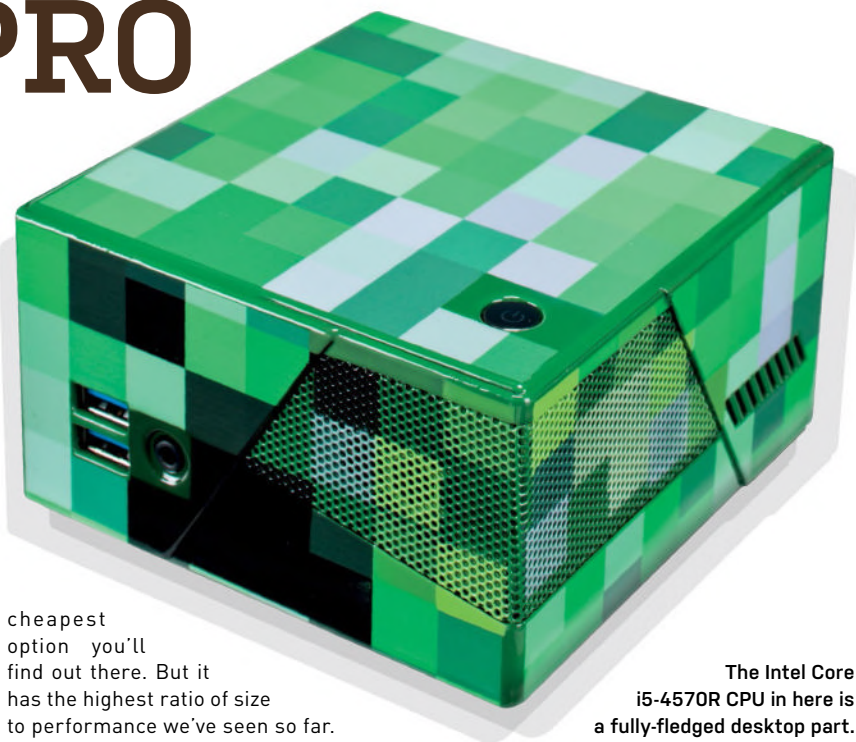 PRO
cheapest
option you'll
find out there. But it
has the highest ratio of size
to performance we've seen so far.
The Intel Core
i5-4570R CPU in here is
a fully-fledged desktop part.